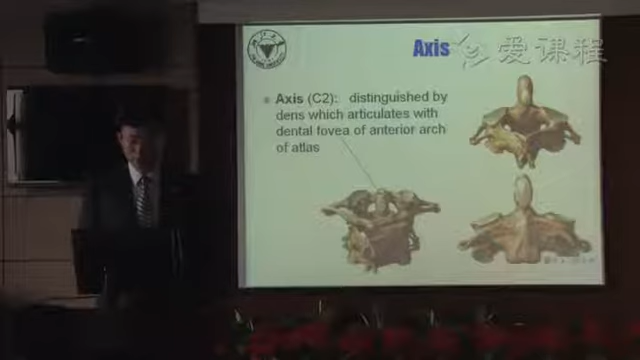 Axis
爱课程
Axis (C2): distinguished by
dens which articulates with
dental fovea of anterior arch
of atlas